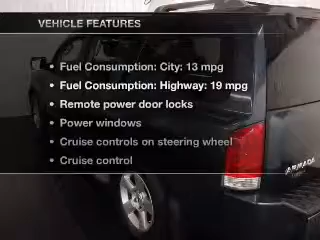 VEHICLE FEATURES
• Fuel Consumption: City: 13 mpg
• Fuel Consumption: Highway: 19 mpg
• Remote power door locks
• Power windows
• Cruise controls on steering wheel
• Cruise control
ARMADA